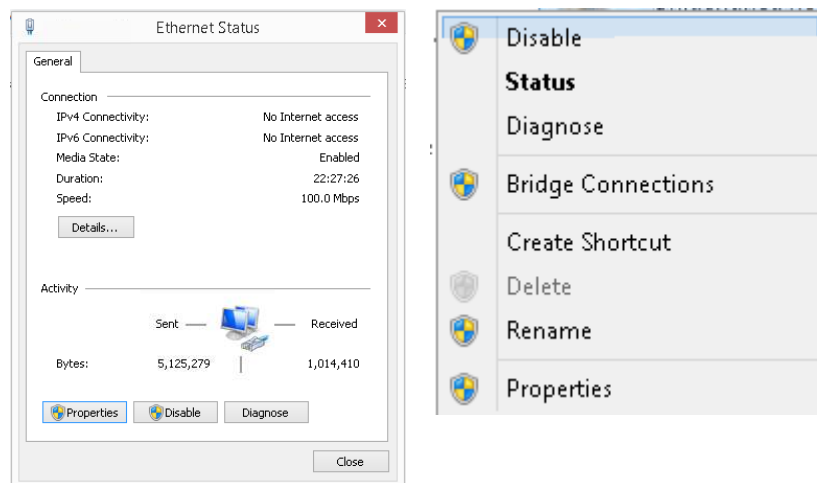 Ethernet Status
General
Connection
IPv4 Connectivity: No Internet access
IPv6 Connectivity: No Internet access
Media State: Enabled
Duration: 22:27:26
Speed: 100.0 Mbps
Details...
Activity
Sent — — Received
Bytes: 5,125,279 1,014,410
Properties Disable Diagnose
Close
Disable
Status
Diagnose
Bridge Connections
Create Shortcut
Delete
Rename
Properties